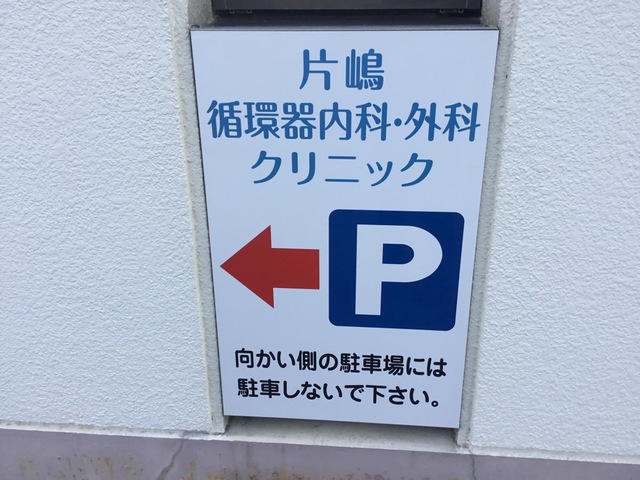 片嶋
循環器内科・外科
クリニック
P
向かい側の駐車場には
駐車しないで下さい。